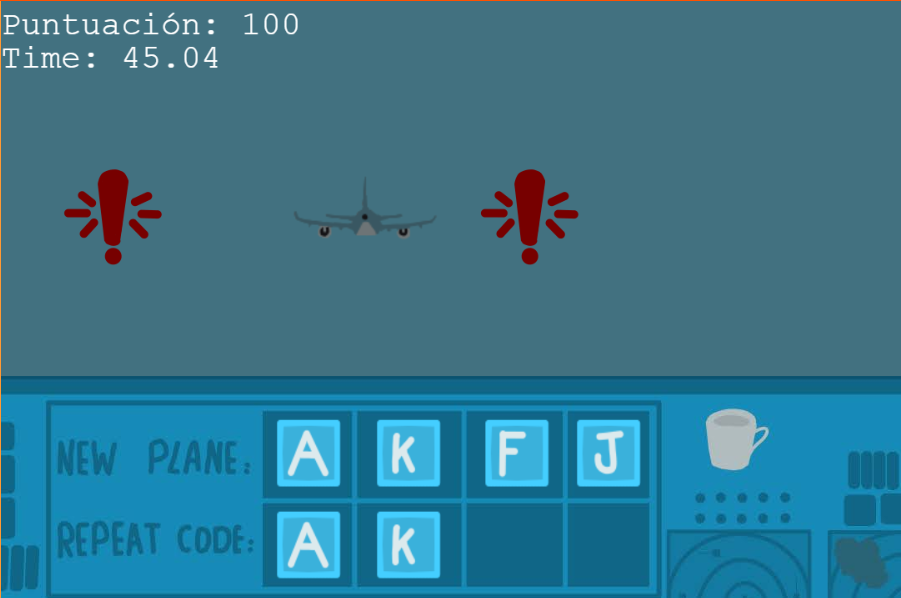 Puntuación: 100
Time: 45.04
NEW PLANE: A K F J
REPEAT CODE: A K